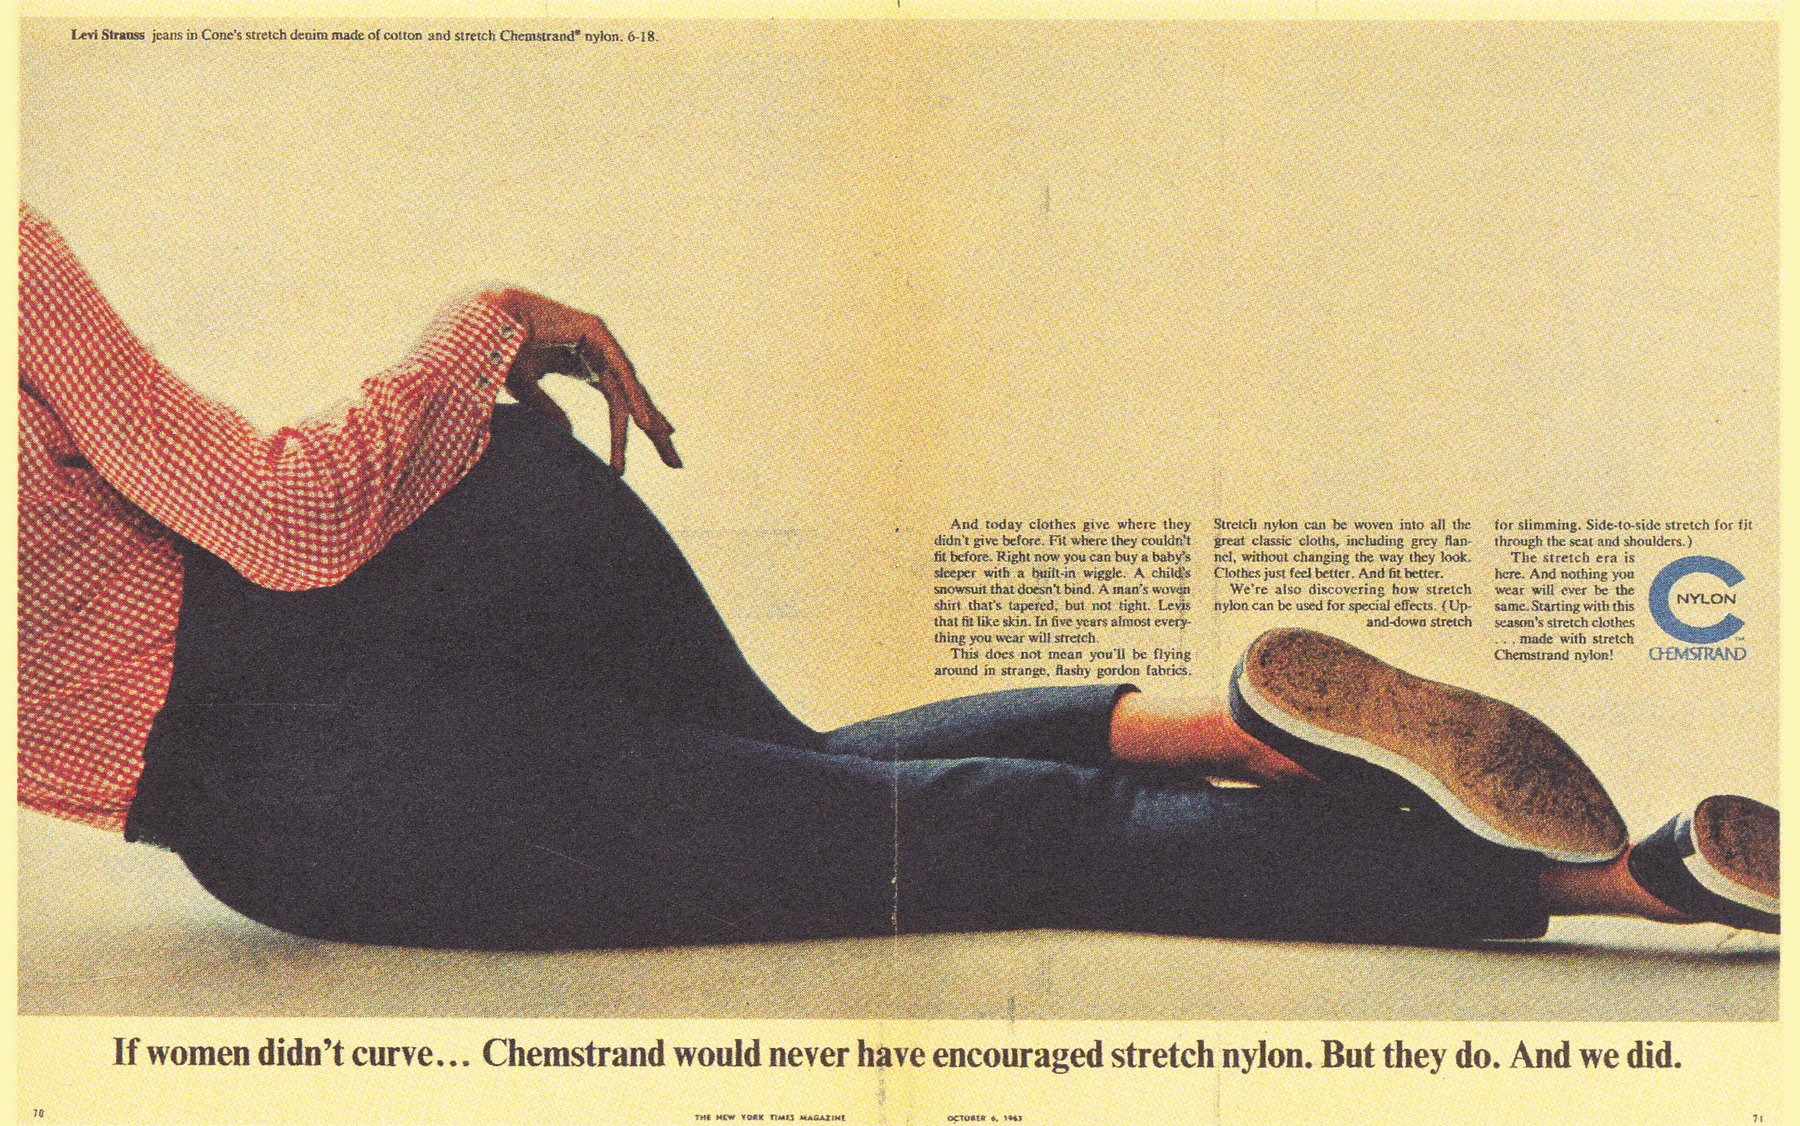 Levi Strauss jeans in Cone's stretch denim made of cotton and stretch Chemstrand® nylon. 6-18.
And today clothes give where they
didn't give before. Fit where they couldn't
fit before. Right now you can buy a baby's
sleeper with a built-in wiggle. A child's
snowsuit that doesn't bind. A man's woven
shirt that's tapered, but not tight. Levis
that fit like skin. In five years almost every-
thing you wear will stretch.
This does not mean you'll be flying
around in strange, flashy gordon fabrics.
Stretch nylon can be woven into all the
great classic cloths, including grey flan-
nel, without changing the way they look.
Clothes just feel better. And fit better.
We're also discovering how stretch
nylon can be used for special effects. (Up-
and-down stretch
for slimming. Side-to-side stretch for fit
through the seat and shoulders.)
The stretch era is
here. And nothing you
wear will ever be the
same. Starting with this
season's stretch clothes
. . . made with stretch
Chemstrand nylon!
NYLON
TM
CHEMSTRAND
If women didn't curve... Chemstrand would never have encouraged stretch nylon. But they do. And we did.
70
THE NEW YORK TIMES MAGAZINE
OCTOBER 6, 1963
71